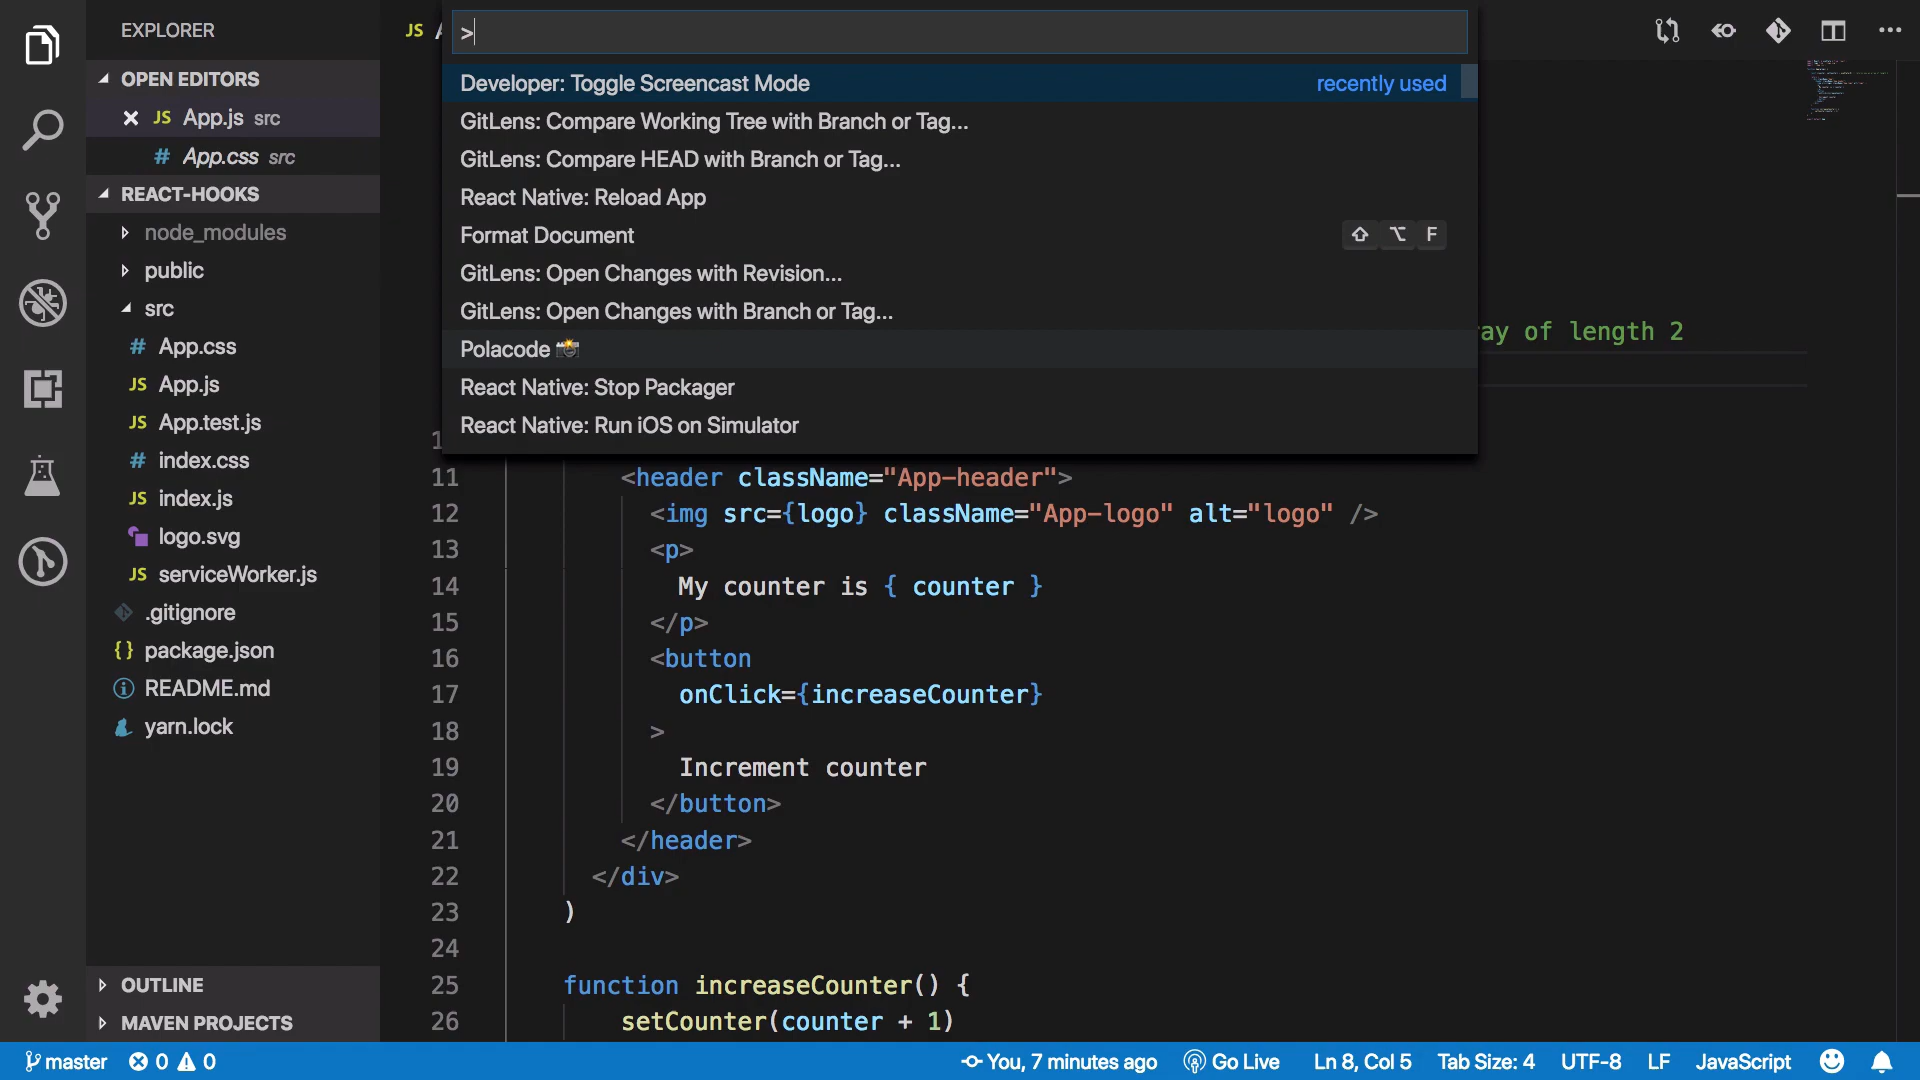 EXPLORER
OPEN EDITORS
JS App.js src
# App.css src
REACT-HOOKS
node_modules
public
src
# App.css
JS App.js
JS App.test.js
# index.css
JS index.js
logo.svg
JS serviceWorker.js
.gitignore
{} package.json
README.md
yarn.lock
OUTLINE
MAVEN PROJECTS
JS
>
Developer: Toggle Screencast Mode recently used
GitLens: Compare Working Tree with Branch or Tag...
GitLens: Compare HEAD with Branch or Tag...
React Native: Reload App
Format Document ⇧ ⌥ F
GitLens: Open Changes with Revision...
GitLens: Open Changes with Branch or Tag...
Polacode 📸
React Native: Stop Packager
React Native: Run iOS on Simulator
ay of length 2
11 <header className="App-header">
12 <img src={logo} className="App-logo" alt="logo" />
13 <p>
14 My counter is { counter }
15 </p>
16 <button
17 onClick={increaseCounter}
18 >
19 Increment counter
20 </button>
21 </header>
22 </div>
23 )
24
25 function increaseCounter() {
26 setCounter(counter + 1)
master 0 0 You, 7 minutes ago Go Live Ln 8, Col 5 Tab Size: 4 UTF-8 LF JavaScript